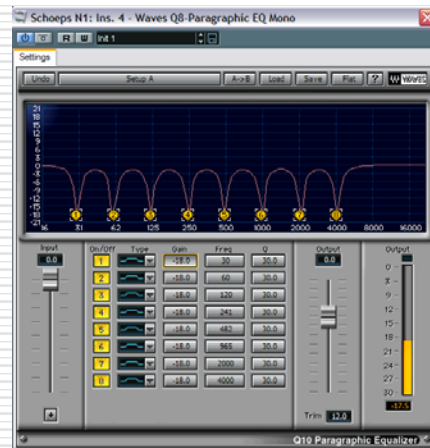 Schoeps N1: Ins. 4 - Waves Q8-Paragraphic EQ Mono
R W Init 1
Settings
Undo Setup A A->B Load Save Flat ? W WAVES
21
18
15
12
9
6
3
0
-3
-6
-9
-12
-15
-18
-21
1 2 3 4 5 6 7 8
16 31 62 125 250 500 1000 2000 4000 8000 16000
Input On/Off Type Gain Freq Q Output Output
0.0 1 -18.0 30 30.0 0.0
2 -18.0 60 30.0
3 -18.0 120 30.0
4 -18.0 241 30.0
5 -18.0 482 30.0
6 -18.0 965 30.0
7 -18.0 2000 30.0
8 -18.0 4000 30.0
0
3
9
12
15
18
21
24
27
30
Trim 12.0 -17.5
Q10 Paragraphic Equalizer